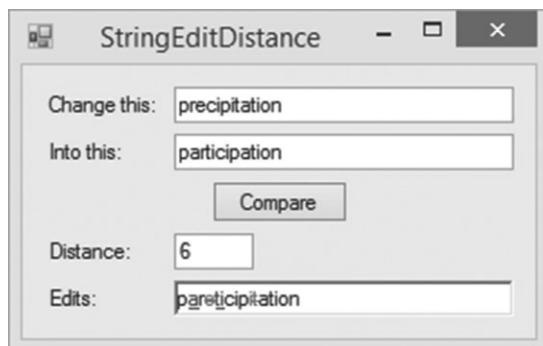 StringEditDistance
Change this: precipitation
Into this: participation
Compare
Distance: 6
Edits: pareticipitation